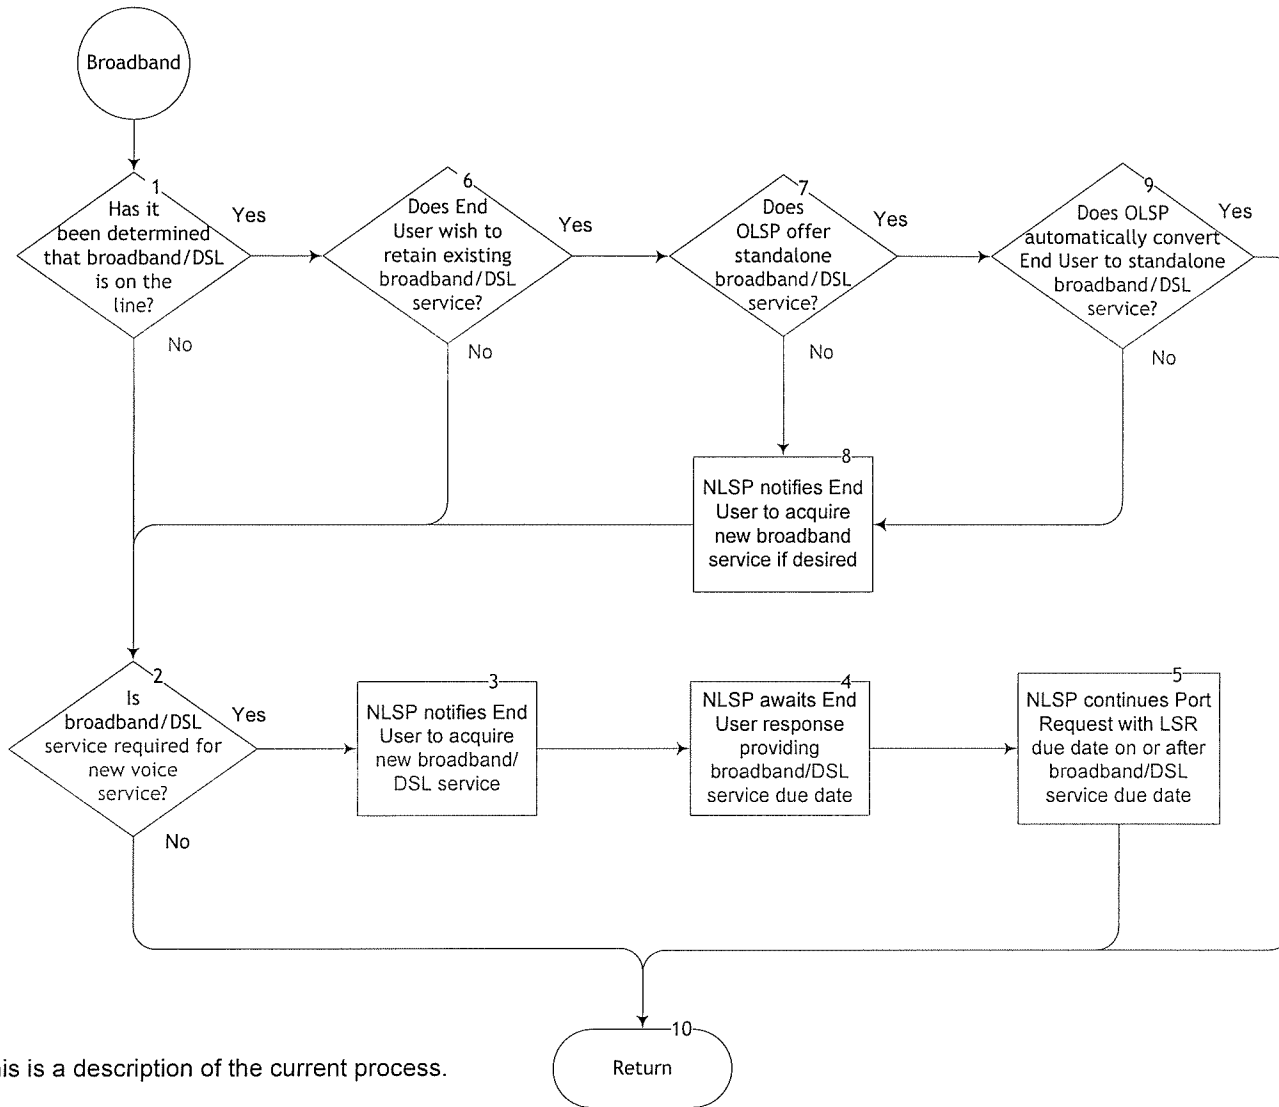 Broadband
1
Has it
been determined
that broadband/DSL
is on the
line?
Yes
No
6
Does End
User wish to
retain existing
broadband/DSL
service?
Yes
No
7
Does
OLSP offer
standalone
broadband/DSL
service?
Yes
No
9
Does OLSP
automatically convert
End User to standalone
broadband/DSL
service?
Yes
No
8
NLSP notifies End
User to acquire
new broadband
service if desired
2
Is
broadband/DSL
service required for
new voice
service?
Yes
No
3
NLSP notifies End
User to acquire
new broadband/
DSL service
4
NLSP awaits End
User response
providing
broadband/DSL
service due date
5
NLSP continues Port
Request with LSR
due date on or after
broadband/DSL
service due date
10
Return
is is a description of the current process.